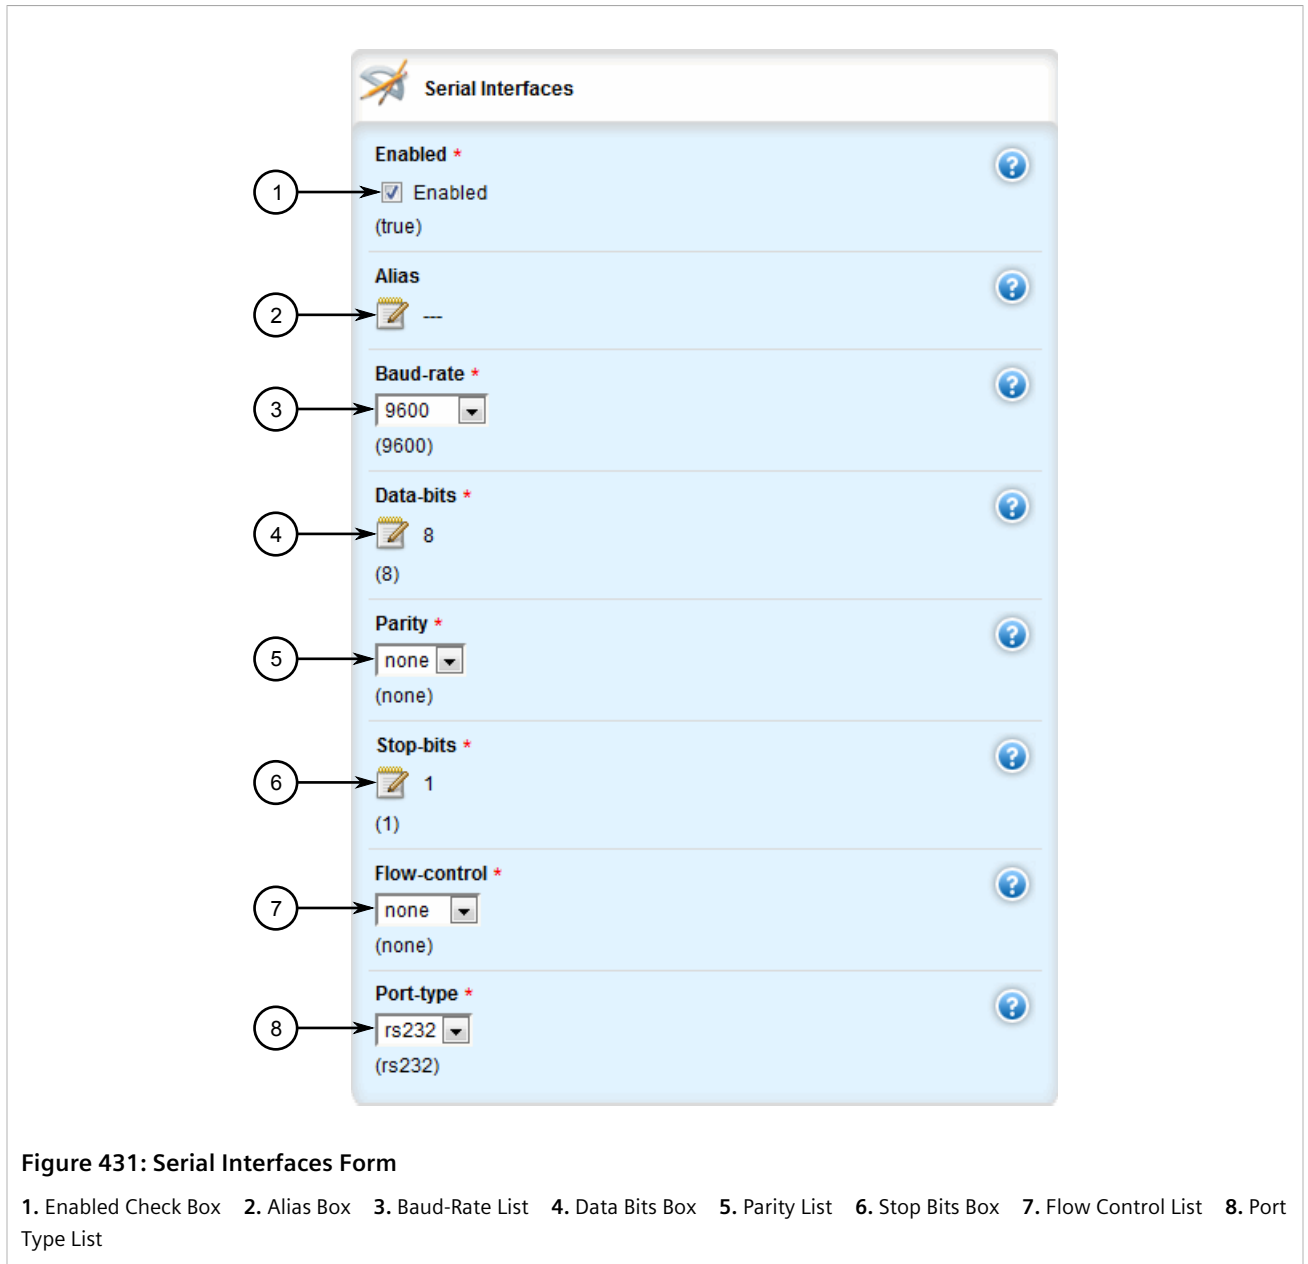 Serial Interfaces
Enabled *
1
Enabled
(true)
Alias
2
---
Baud-rate *
3
9600
(9600)
Data-bits *
4
8
(8)
Parity *
5
none
(none)
Stop-bits *
6
1
(1)
Flow-control *
7
none
(none)
Port-type *
8
rs232
(rs232)
Figure 431: Serial Interfaces Form
1. Enabled Check Box 2. Alias Box 3. Baud-Rate List 4. Data Bits Box 5. Parity List 6. Stop Bits Box 7. Flow Control List 8. Port
Type List